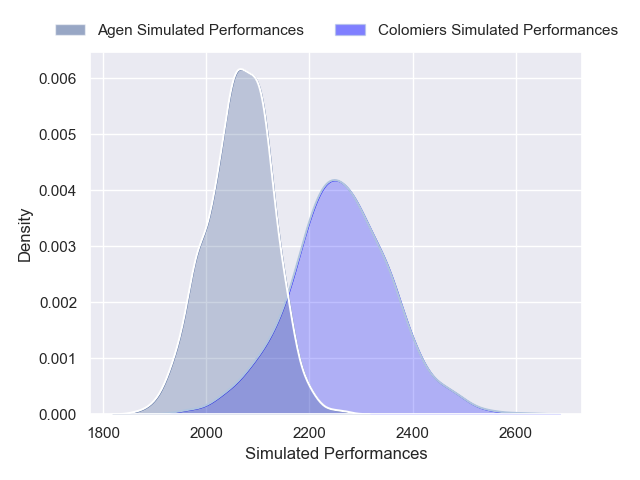 Agen Simulated Performances
Colomiers Simulated Performances
0.006
0.005
0.004
0.003
0.002
0.001
0.000
Density
1800 2000 2200 2400 2600
Simulated Performances